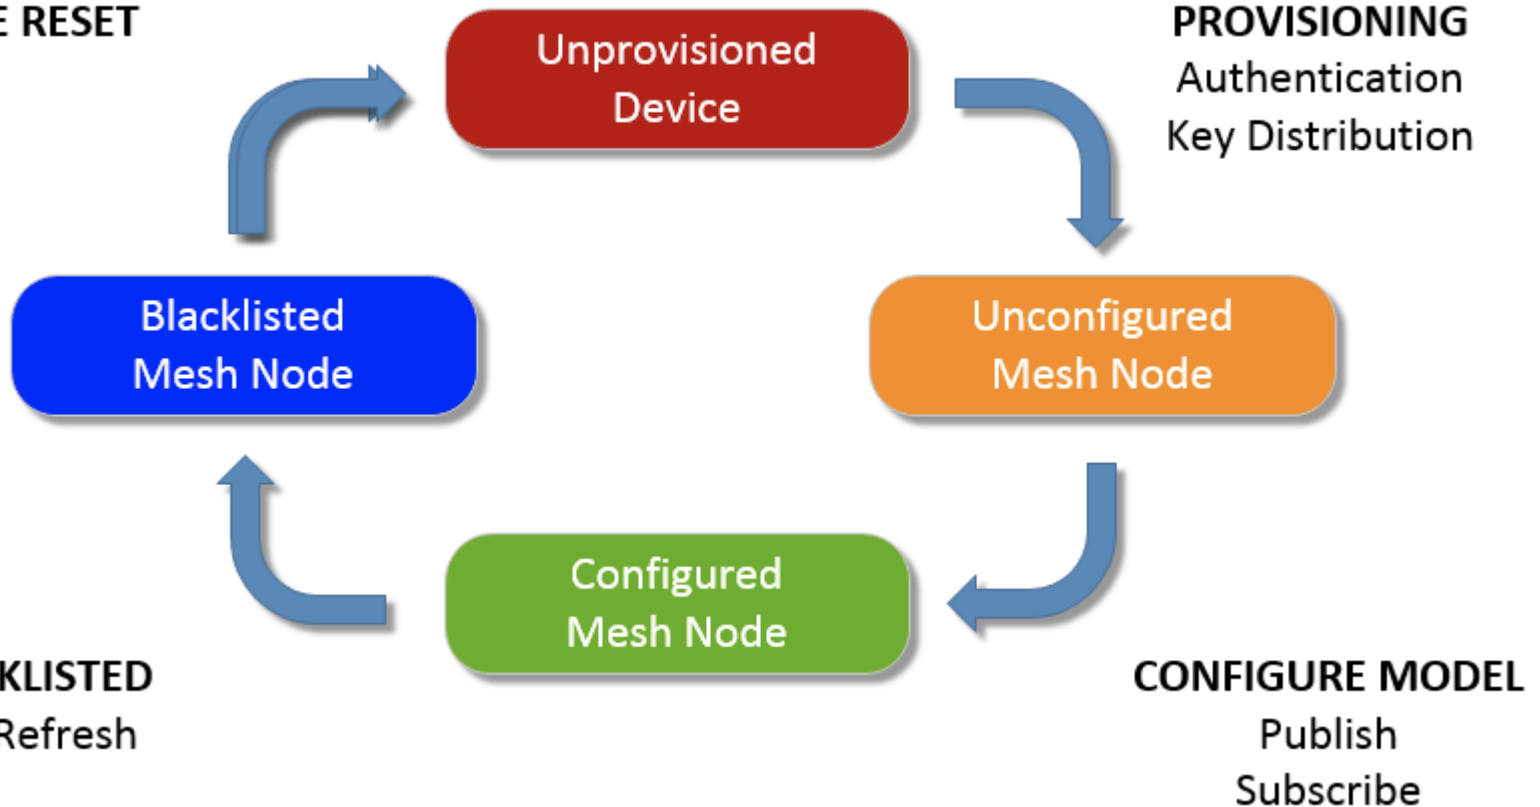 E RESET
Unprovisioned
Device
PROVISIONING
Authentication
Key Distribution
Blacklisted
Mesh Node
Unconfigured
Mesh Node
Configured
Mesh Node
KLISTED
Refresh
CONFIGURE MODEL
Publish
Subscribe